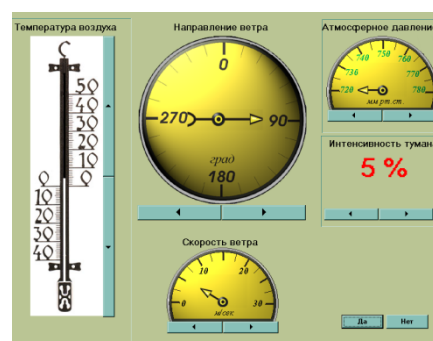 Температура воздуха
C
50
40
30
20
10
0 0
10
20
30
40
Направление ветра
0
270 90
град
180
Скорость ветра
0 10 20 30
м/сек
Атмосферное давление
720 730 740 750 760 770 780
мм рт.ст.
Интенсивность туман
5 %
Да Нет